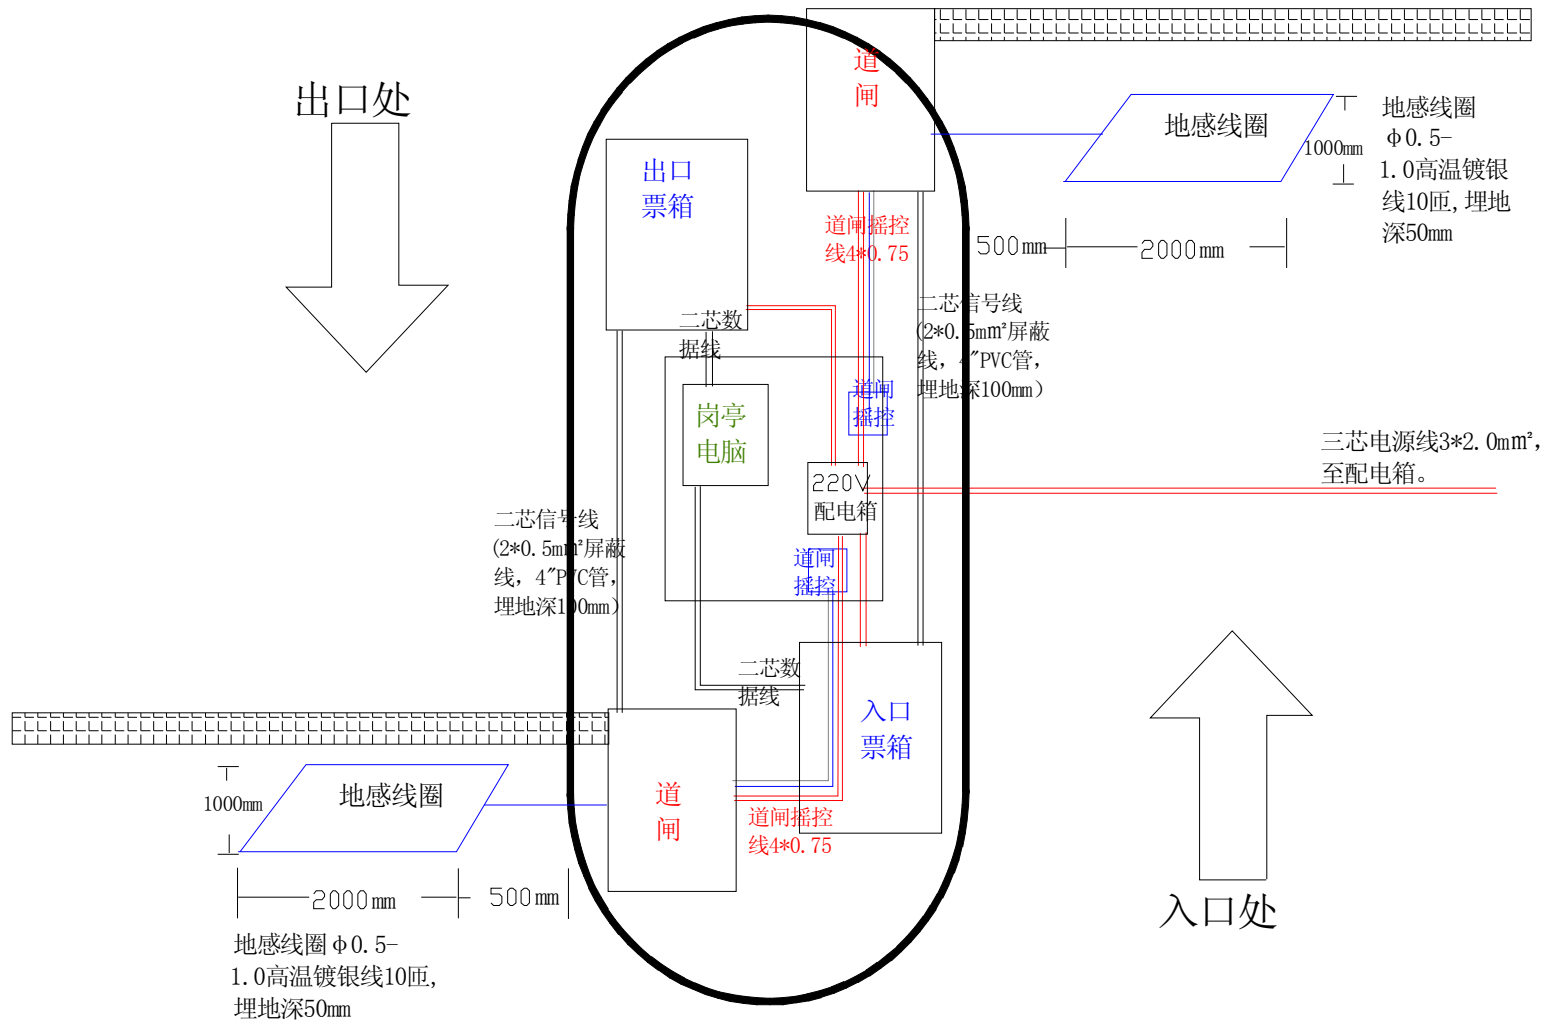 出口处
道
闸
地感线圈
1000mm
地感线圈
φ0.5-
1.0高温镀银
线10匝,埋地
深50mm
出口
票箱
道闸摇控
线4*0.75
500mm
2000mm
二芯数
据线
二芯信号线
(2*0.5mm²屏蔽
线，4"PVC管，
埋地深100mm）
岗亭
电脑
道闸
摇控
三芯电源线3*2.0mm²，
至配电箱。
220V
配电箱
二芯信号线
(2*0.5mm²屏蔽
线，4"PVC管，
埋地深100mm）
道闸
摇控
二芯数
据线
入口
票箱
地感线圈
1000mm
道
闸
道闸摇控
线4*0.75
2000mm
500mm
入口处
地感线圈φ0.5-
1.0高温镀银线10匝，
埋地深50mm